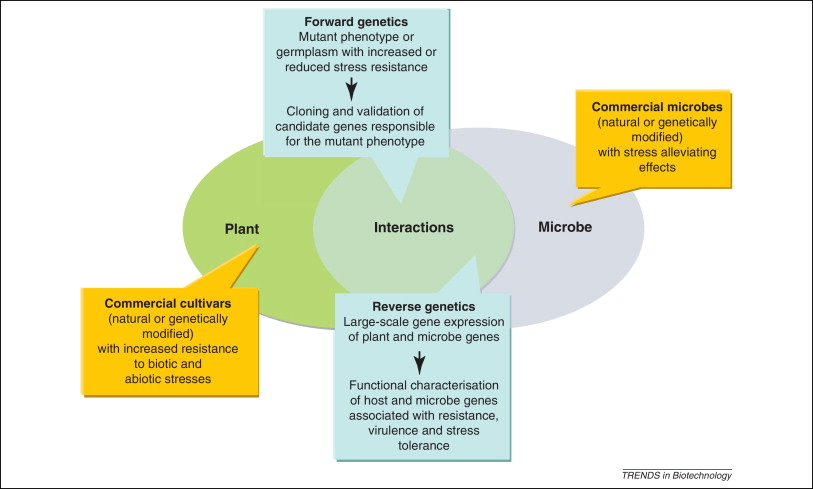 Forward genetics
Mutant phenotype or
germplasm with increased or
reduced stress resistance
Cloning and validation of
candidate genes responsible
for the mutant phenotype
Commercial microbes
(natural or genetically
modified)
with stress alleviating
effects
Plant
Interactions
Microbe
Commercial cultivars
(natural or genetically
modified)
with increased resistance
to biotic and
abiotic stresses
Reverse genetics
Large-scale gene expression
of plant and microbe genes
Functional characterisation
of host and microbe genes
associated with resistance,
virulence and stress
tolerance
TRENDS in Biotechnology